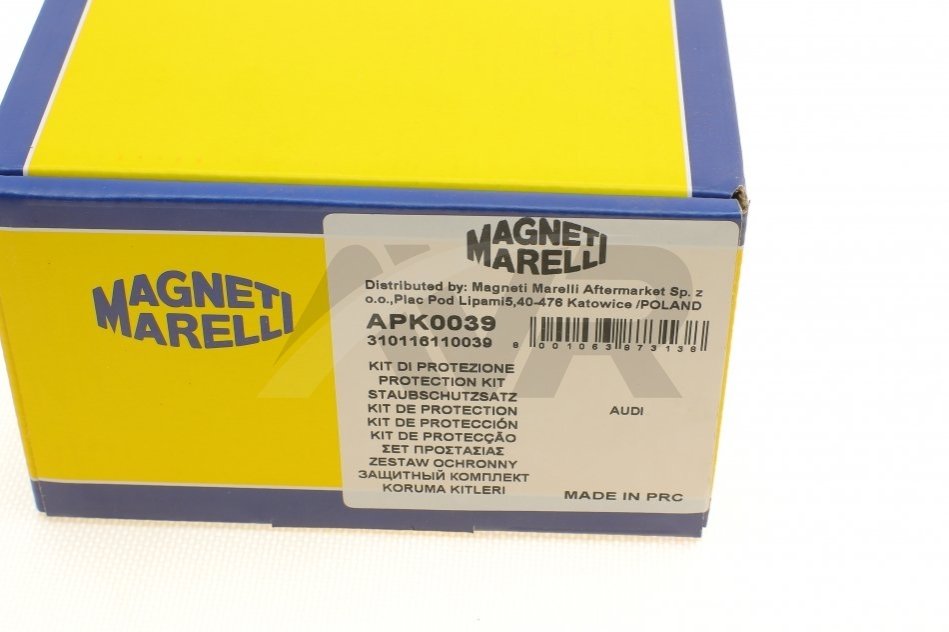 MAGNETI
MARELLI
MAGNETI
MARELLI
Distributed by: Magneti Marelli Aftermarket Sp. z
o.o.,Plac Pod Lipami5,40-476 Katowice /POLAND
APK0039
310116110039
8 001063 873138
KIT DI PROTEZIONE
PROTECTION KIT
STAUBSCHUTZSATZ
KIT DE PROTECTION
KIT DE PROTECCIÓN
KIT DE PROTECÇÃO
ΣΕΤ ΠΡΟΣΤΑΣΙΑΣ
ZESTAW OCHRONNY
ЗАЩИТНЫЙ КОМПЛЕКТ
KORUMA KITLERI
AUDI
MADE IN PRC